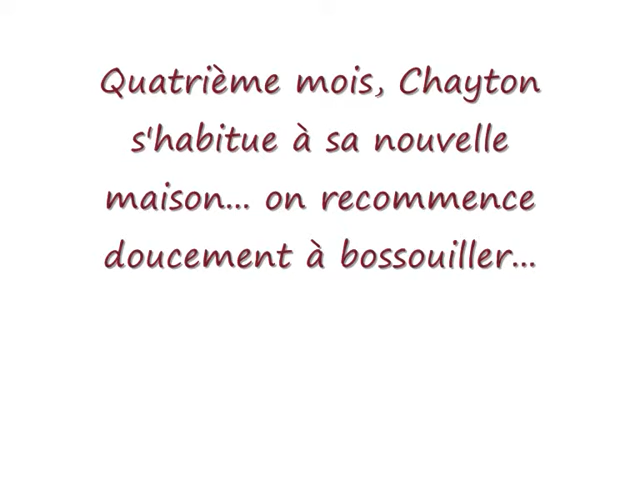 Quatrième mois, Chayton
s'habitue à sa nouvelle
maison... on recommence
doucement à bossouiller...